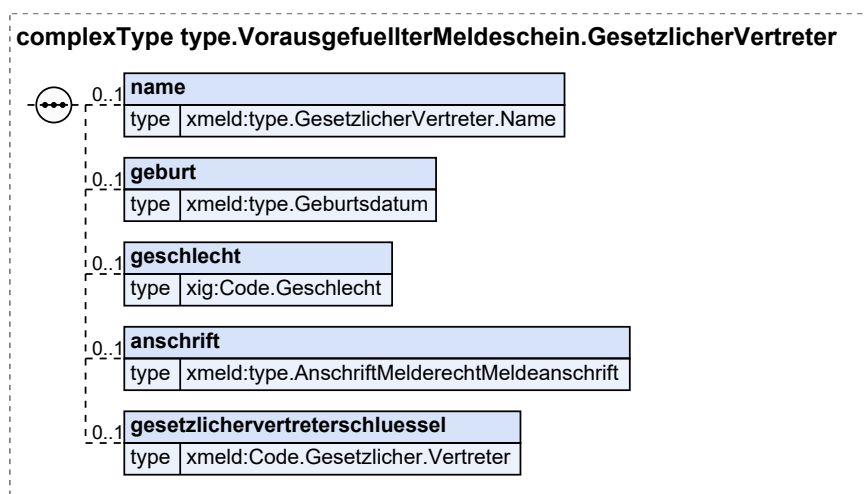 complexType type.VorausgefuellterMeldeschein.GesetzlicherVertreter
0..1 name
type xmeld:type.GesetzlicherVertreter.Name
0..1 geburt
type xmeld:type.Geburtsdatum
0..1 geschlecht
type xig:Code.Geschlecht
0..1 anschrift
type xmeld:type.AnschriftMelderechtMeldeanschrift
0..1 gesetzlichervertreterschluessel
type xmeld:Code.Gesetzlicher.Vertreter